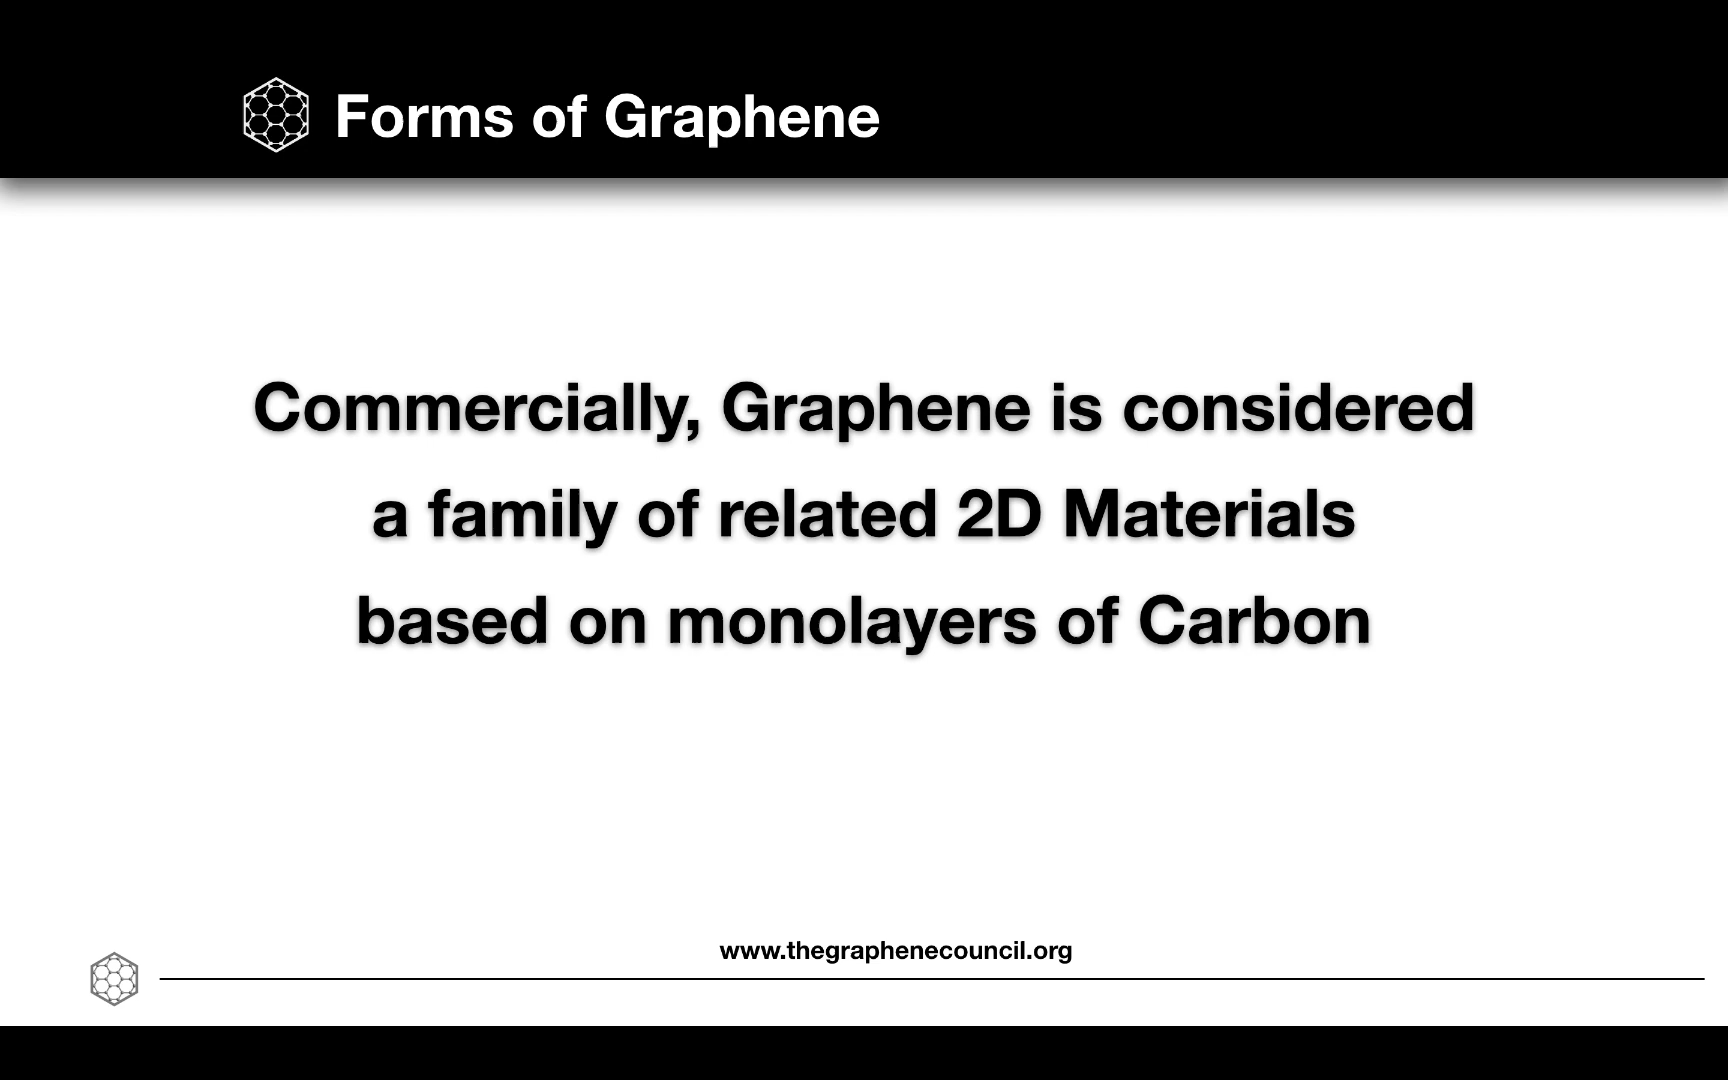 Forms of Graphene
Commercially, Graphene is considered
a family of related 2D Materials
based on monolayers of Carbon
www.thegraphenecouncil.org